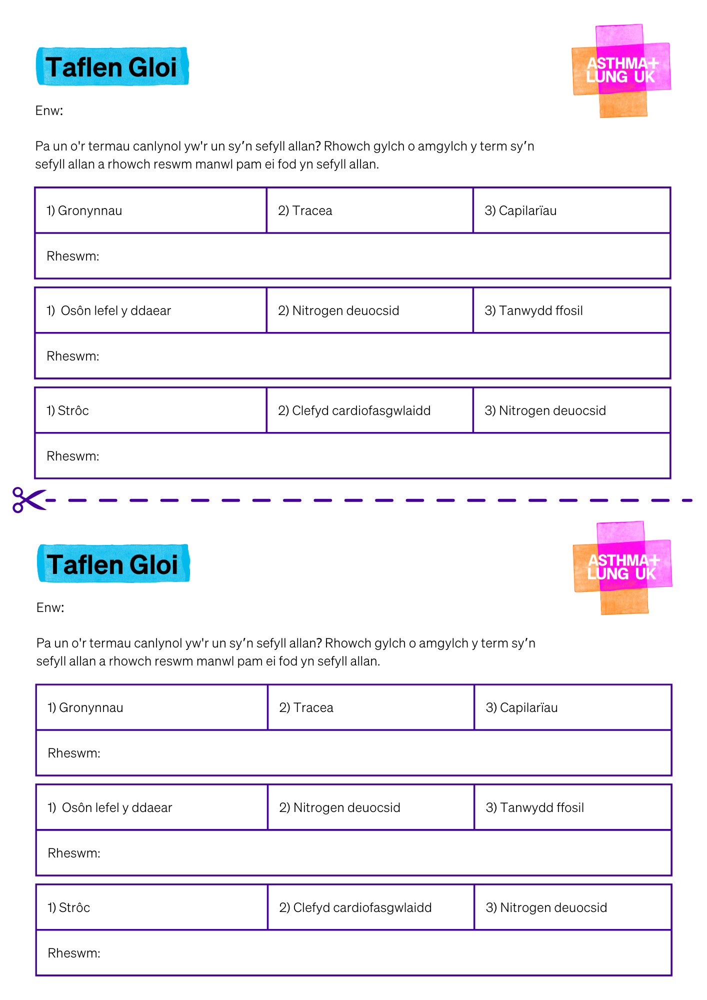 Taflen Gloi
ASTHMA+
LUNG UK
Enw:
Pa un o'r termau canlynol yw'r un sy’n sefyll allan? Rhowch gylch o amgylch y term sy’n
sefyll allan a rhowch reswm manwl pam ei fod yn sefyll allan.
1) Gronynnau
2) Tracea
3) Capilarïau
Rheswm:
1)  Osôn lefel y ddaear
2) Nitrogen deuocsid
3) Tanwydd ffosil
Rheswm:
1) Strôc
2) Clefyd cardiofasgwlaidd
3) Nitrogen deuocsid
Rheswm:
Taflen Gloi
ASTHMA+
LUNG UK
Enw:
Pa un o'r termau canlynol yw'r un sy’n sefyll allan? Rhowch gylch o amgylch y term sy’n
sefyll allan a rhowch reswm manwl pam ei fod yn sefyll allan.
1) Gronynnau
2) Tracea
3) Capilarïau
Rheswm:
1)  Osôn lefel y ddaear
2) Nitrogen deuocsid
3) Tanwydd ffosil
Rheswm:
1) Strôc
2) Clefyd cardiofasgwlaidd
3) Nitrogen deuocsid
Rheswm: